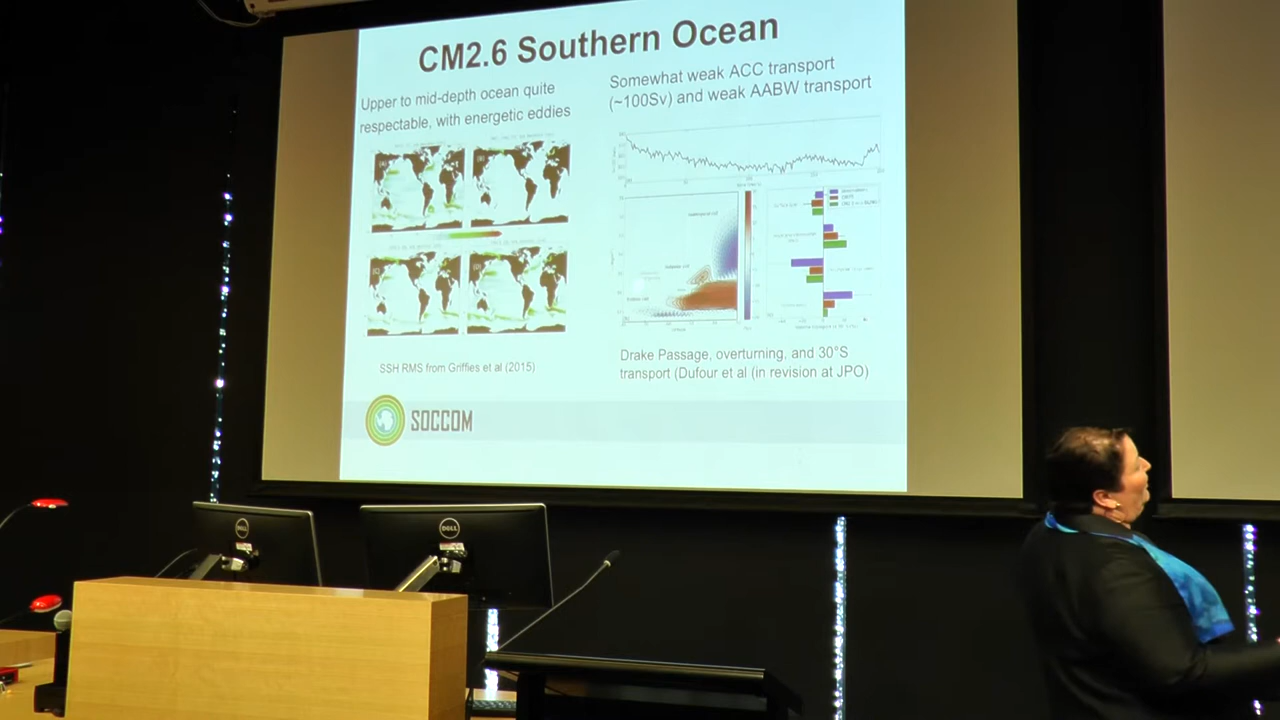 CM2.6 Southern Ocean
Upper to mid-depth ocean quite
respectable, with energetic eddies
Somewhat weak ACC transport
(~100Sv) and weak AABW transport
SSH RMS from Griffies et al (2015)
Drake Passage, overturning, and 30°S
transport (Dufour et al (in revision at JPO)
SOCCOM
DELL
DELL